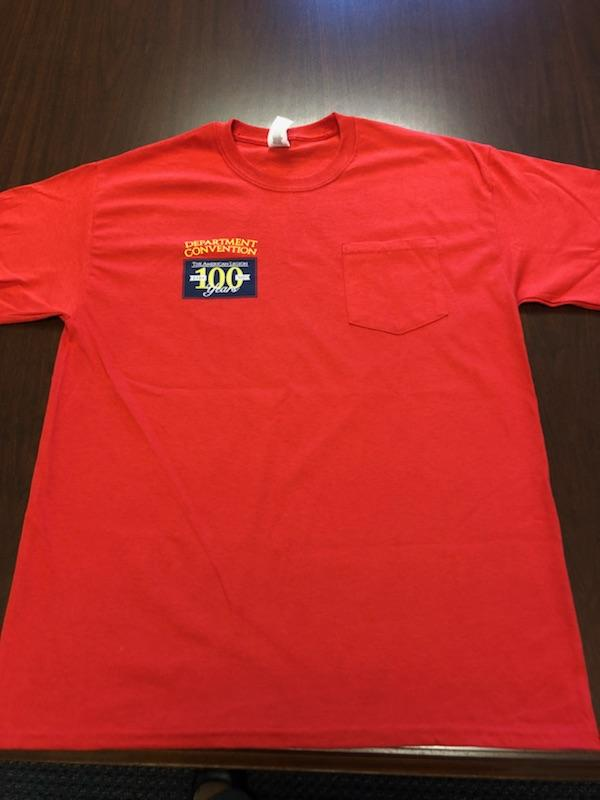 DEPARTMENT
CONVENTION
THE AMERICAN LEGION
100
Years